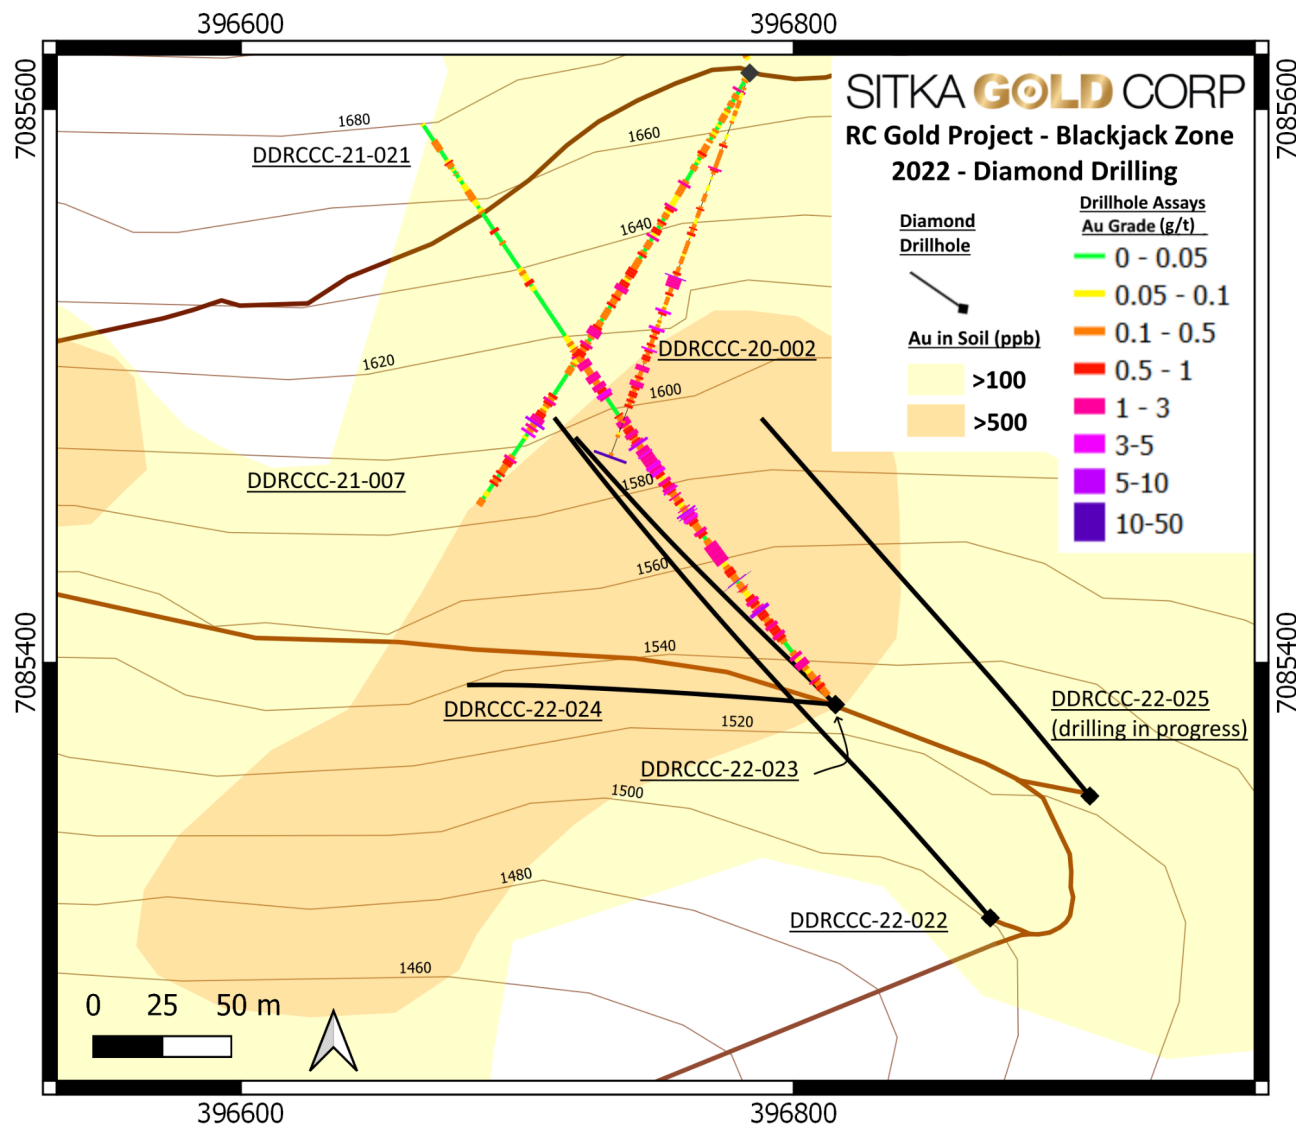 396600
396800
7085600
7085600
SITKA GOLD CORP
RC Gold Project - Blackjack Zone
2022 - Diamond Drilling
Diamond
Drillhole
Au in Soil (ppb)
>100
>500
Drillhole Assays
Au Grade (g/t)
0 - 0.05
0.05 - 0.1
0.1 - 0.5
0.5 - 1
1 - 3
3-5
5-10
10-50
1680
1660
DDRCCC-21-021
1640
DDRCCC-20-002
1620
1600
DDRCCC-21-007
1580
1560
7085400
7085400
1540
DDRCCC-22-025
(drilling in progress)
DDRCCC-22-024
1520
DDRCCC-22-023
1500
1480
DDRCCC-22-022
1460
0 25 50 m
396600
396800